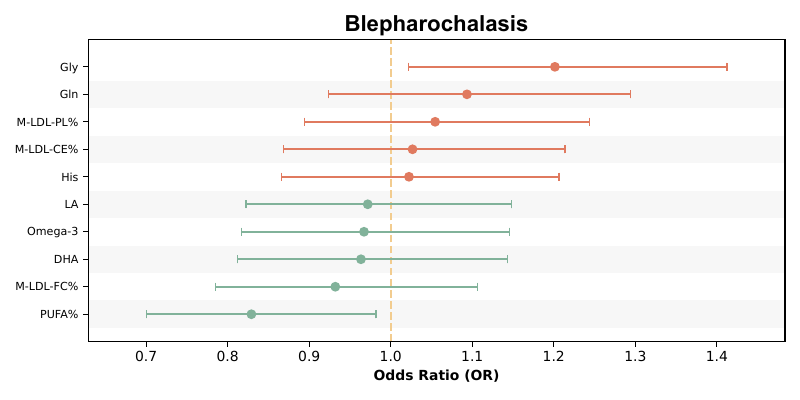 Blepharochalasis
Gly
Gln
M-LDL-PL%
M-LDL-CE%
His
LA
Omega-3
DHA
M-LDL-FC%
PUFA%
0.7 0.8 0.9 1.0 1.1 1.2 1.3 1.4
Odds Ratio (OR)